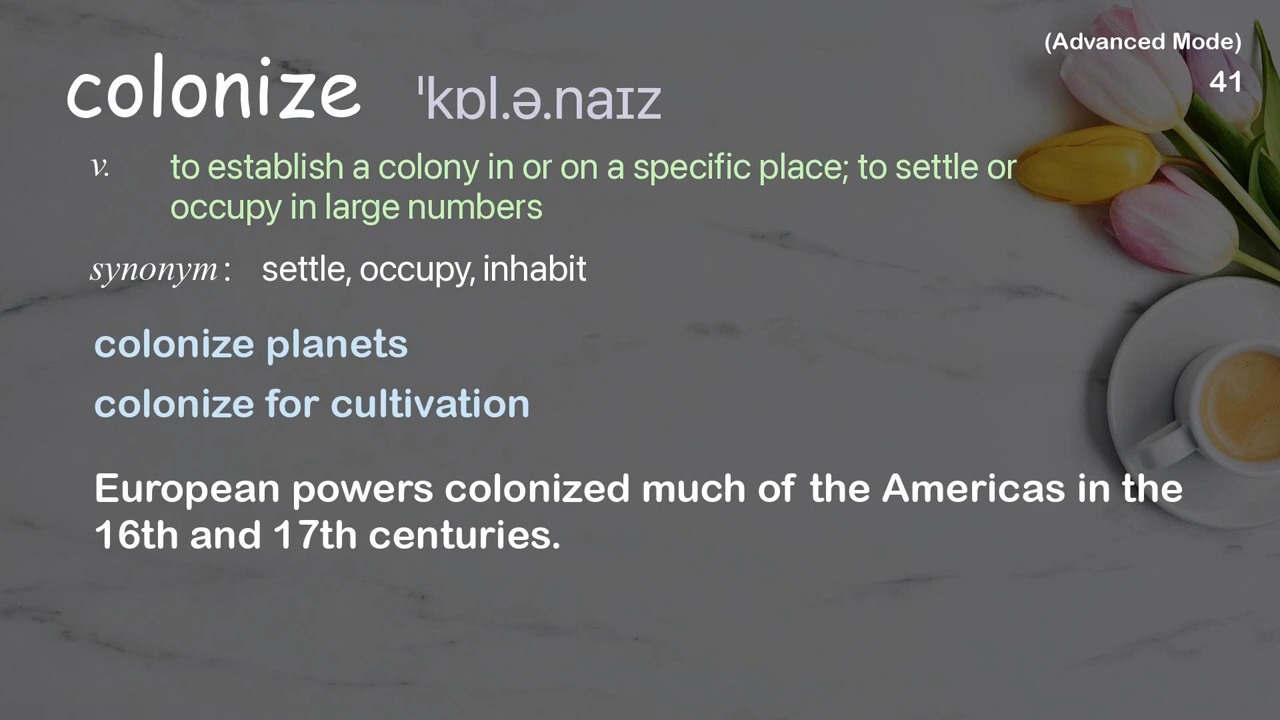 (Advanced Mode)
41
colonize ˈkɒl.ə.naɪz
v. to establish a colony in or on a specific place; to settle or
occupy in large numbers
synonym: settle, occupy, inhabit
colonize planets
colonize for cultivation
European powers colonized much of the Americas in the
16th and 17th centuries.